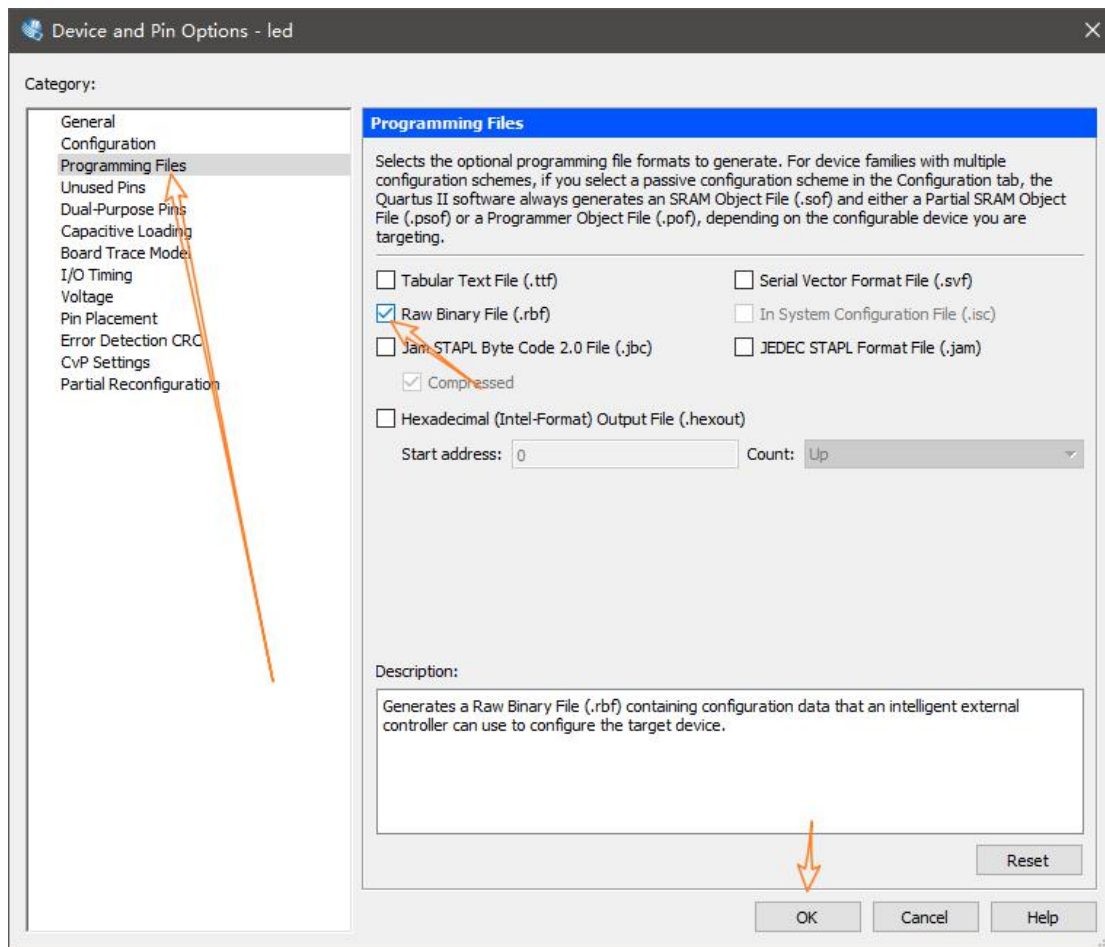 Device and Pin Options - led
Category:
General
Configuration
Programming Files
Unused Pins
Dual-Purpose Pins
Capacitive Loading
Board Trace Model
I/O Timing
Voltage
Pin Placement
Error Detection CRC
CvP Settings
Partial Reconfiguration
Programming Files
Selects the optional programming file formats to generate. For device families with multiple
configuration schemes, if you select a passive configuration scheme in the Configuration tab, the
Quartus II software always generates an SRAM Object File (.sof) and either a Partial SRAM Object
File (.psof) or a Programmer Object File (.pof), depending on the configurable device you are
targeting.
Tabular Text File (.ttf)
Serial Vector Format File (.svf)
Raw Binary File (.rbf)
In System Configuration File (.isc)
Jam STAPL Byte Code 2.0 File (.jbc)
JEDEC STAPL Format File (.jam)
Compressed
Hexadecimal (Intel-Format) Output File (.hexout)
Start address: 0
Count: Up
Description:
Generates a Raw Binary File (.rbf) containing configuration data that an intelligent external
controller can use to configure the target device.
Reset
OK
Cancel
Help